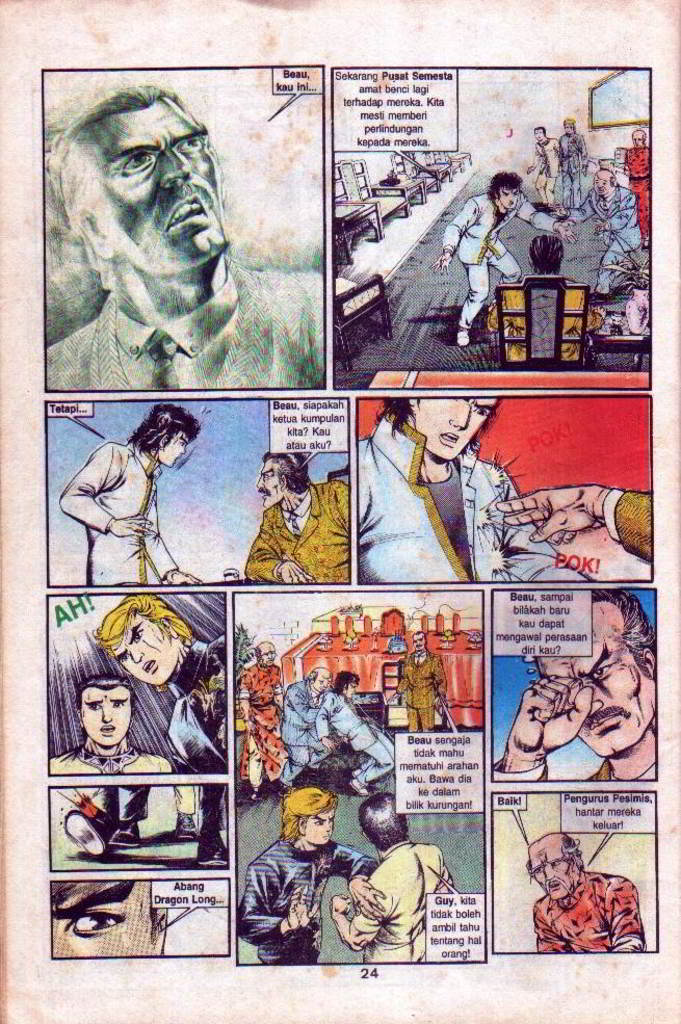 Beau,
kau ini...
Sekarang Pusat Semesta
amat benci lagi
terhadap mereka. Kita
mesti memberi
perlindungan
kepada mereka.
Tetapi...
Beau, siapakah
ketua kumpulan
kita? Kau
atau aku?
POK!
POK!
AH!
Abang
Dragon Long...
Beau sengaja
tidak mahu
mematuhi arahan
aku. Bawa dia
ke dalam
bilik kurungan!
Guy, kita
tidak boleh
ambil tahu
tentang hal
orang!
Beau, sampai
bilakah baru
kau dapat
mengawal perasaan
diri kau?
Baik!
Pengurus Pesimis,
hantar mereka
keluar!
24